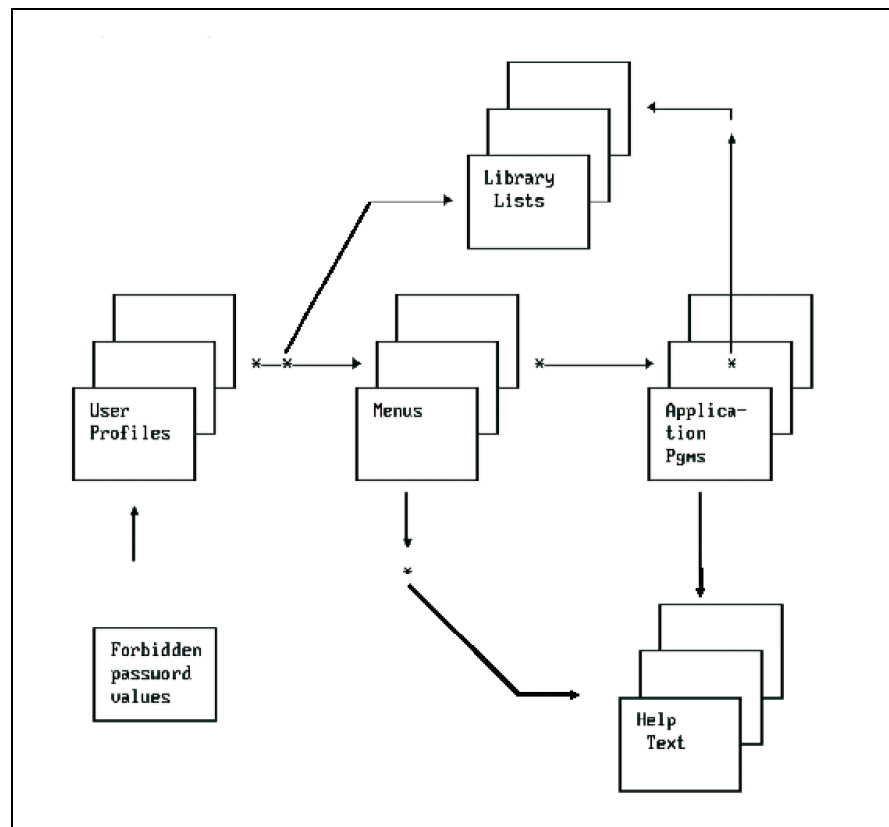 Library
Lists
* *
*
*
User
Profiles
Menus
Applica-
tion
Pgms
*
Forbidden
password
values
Help
Text